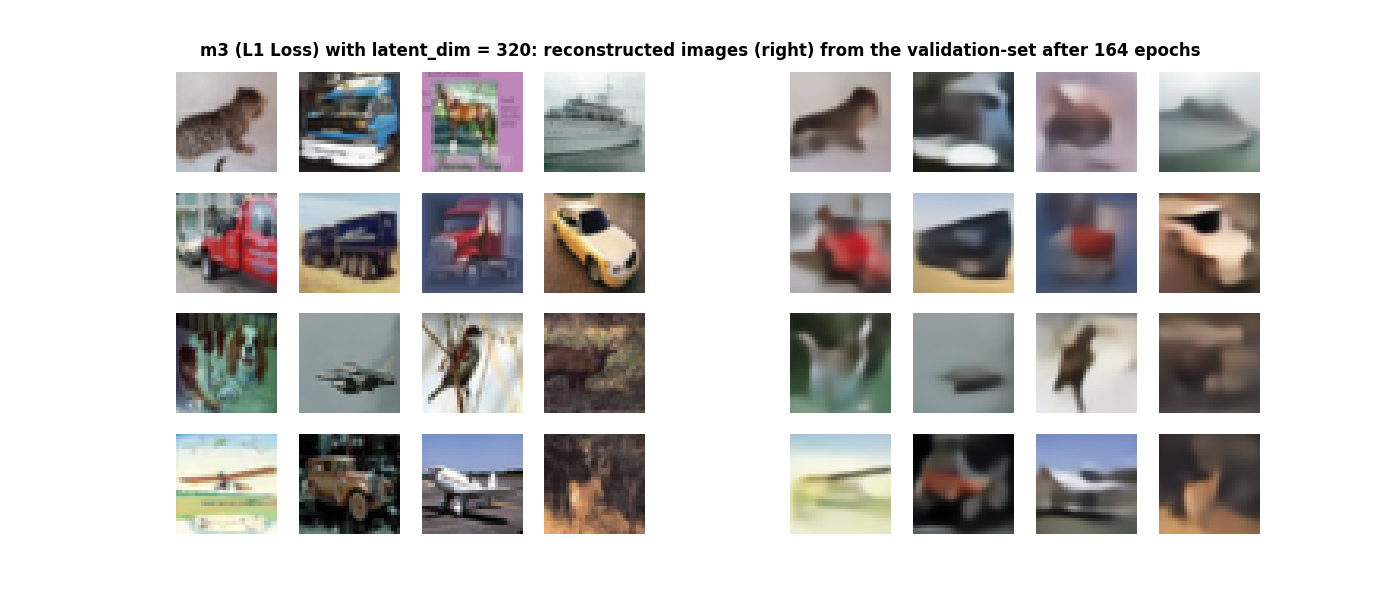 m3 (L1 Loss) with latent_dim = 320: reconstructed images (right) from the validation-set after 164 epochs